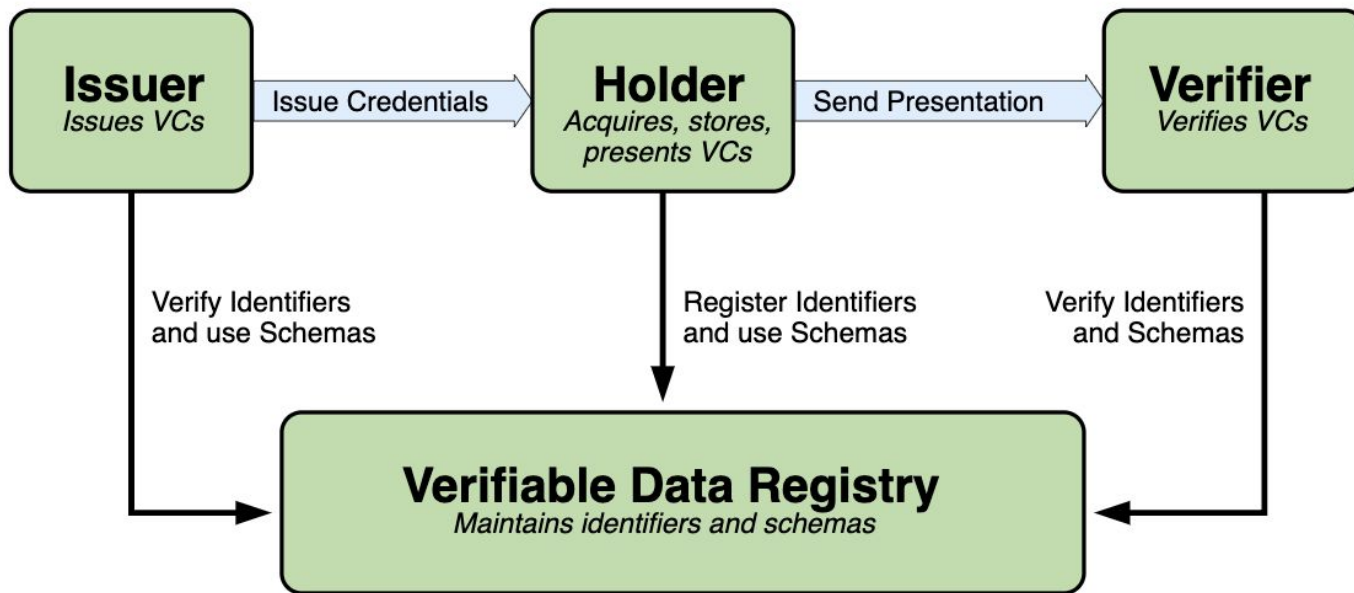 Issuer
Issues VCs
Issue Credentials
Holder
Acquires, stores,
presents VCs
Send Presentation
Verifier
Verifies VCs
Verify Identifiers
and use Schemas
Register Identifiers
and use Schemas
Verify Identifiers
and Schemas
Verifiable Data Registry
Maintains identifiers and schemas